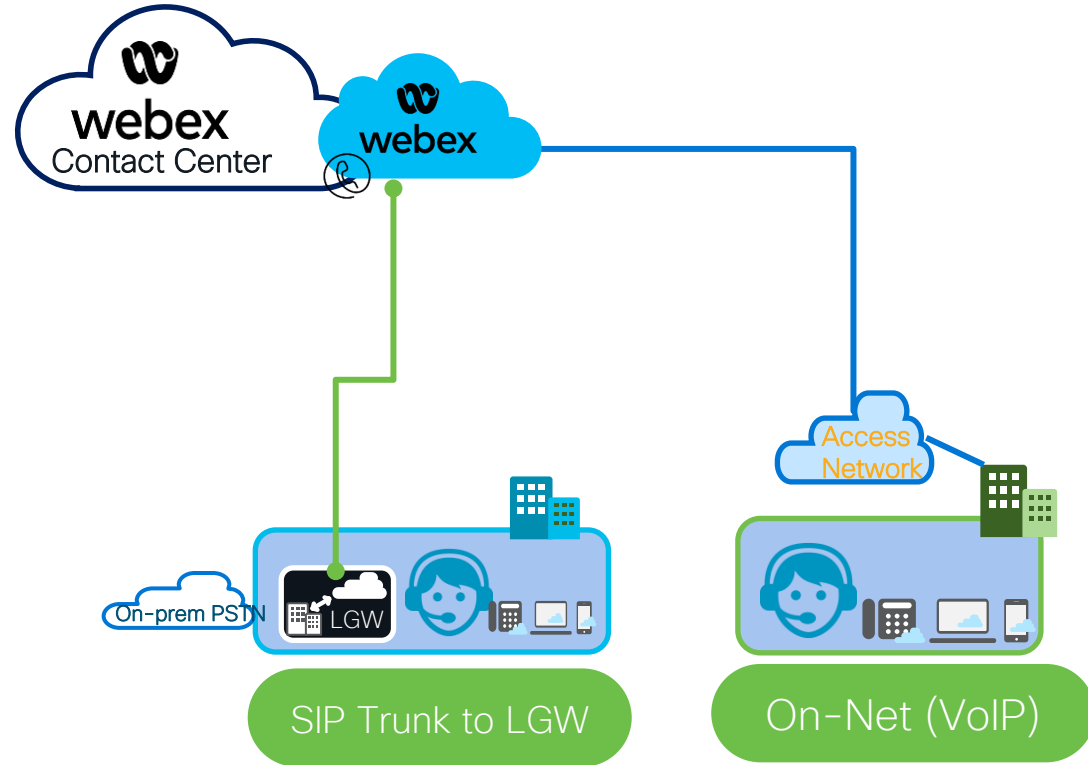 webex
Contact Center
webex
Access
Network
On-prem PSTN
LGW
SIP Trunk to LGW
On-Net (VoIP)